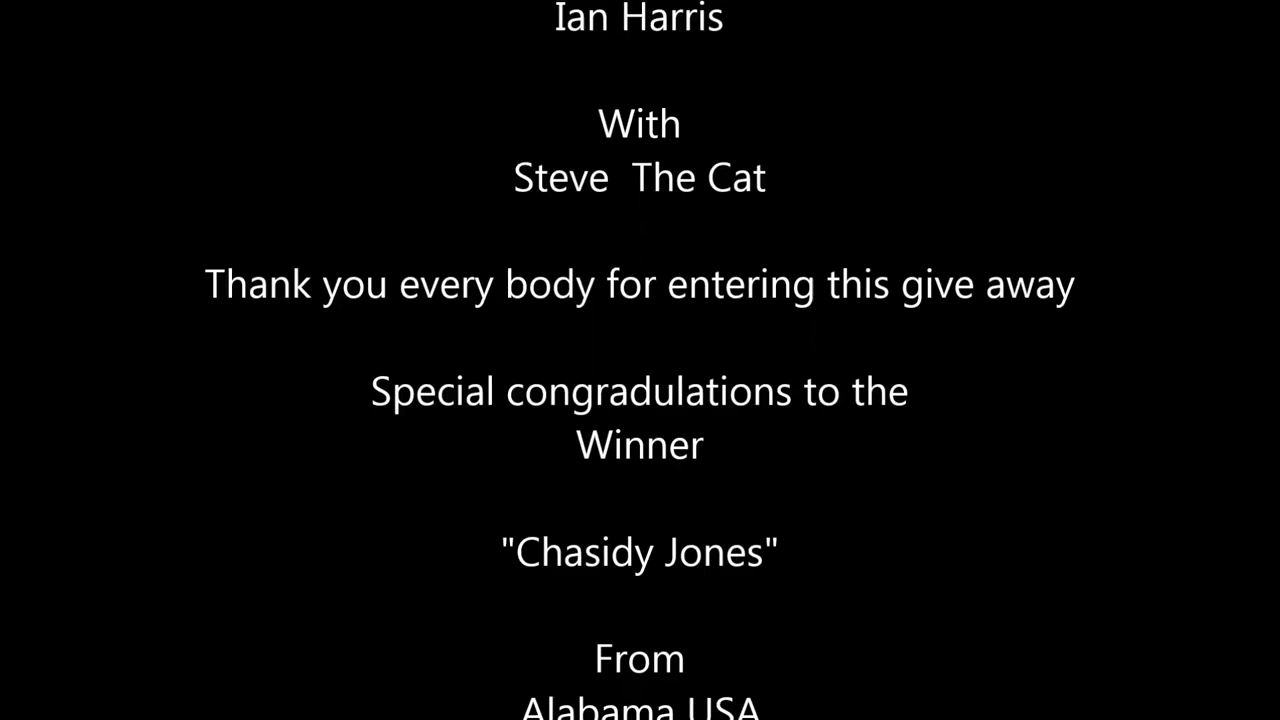 Ian Harris
With
Steve  The Cat
Thank you every body for entering this give away
Special congradulations to the
Winner
"Chasidy Jones"
From
Alabama USA